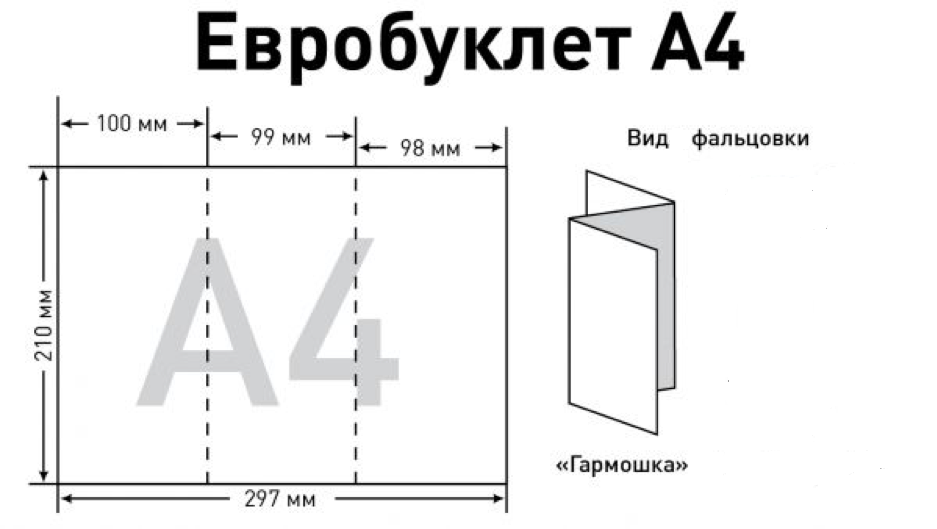 Евробуклет А4
100 мм
99 мм
98 мм
Вид фальцовки
А4
210 мм
297 мм
«Гармошка»